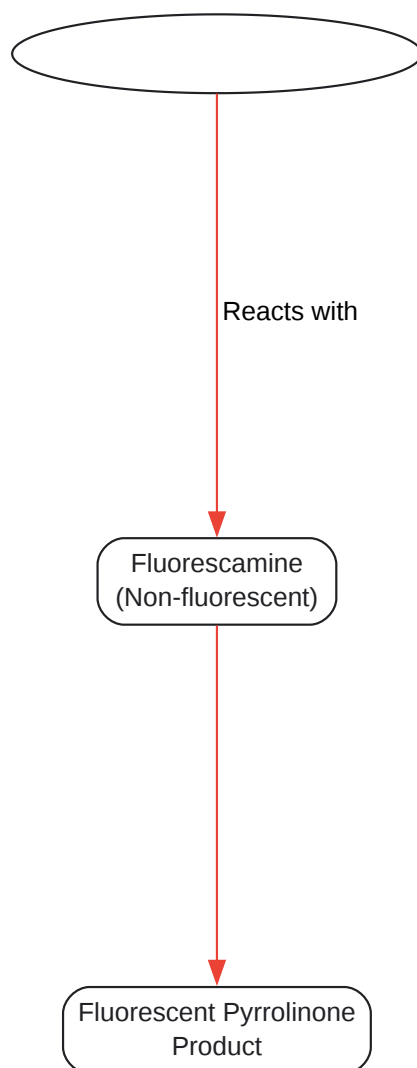 Reacts with
Fluorescamine
(Non-fluorescent)
Fluorescent Pyrrolinone
Product